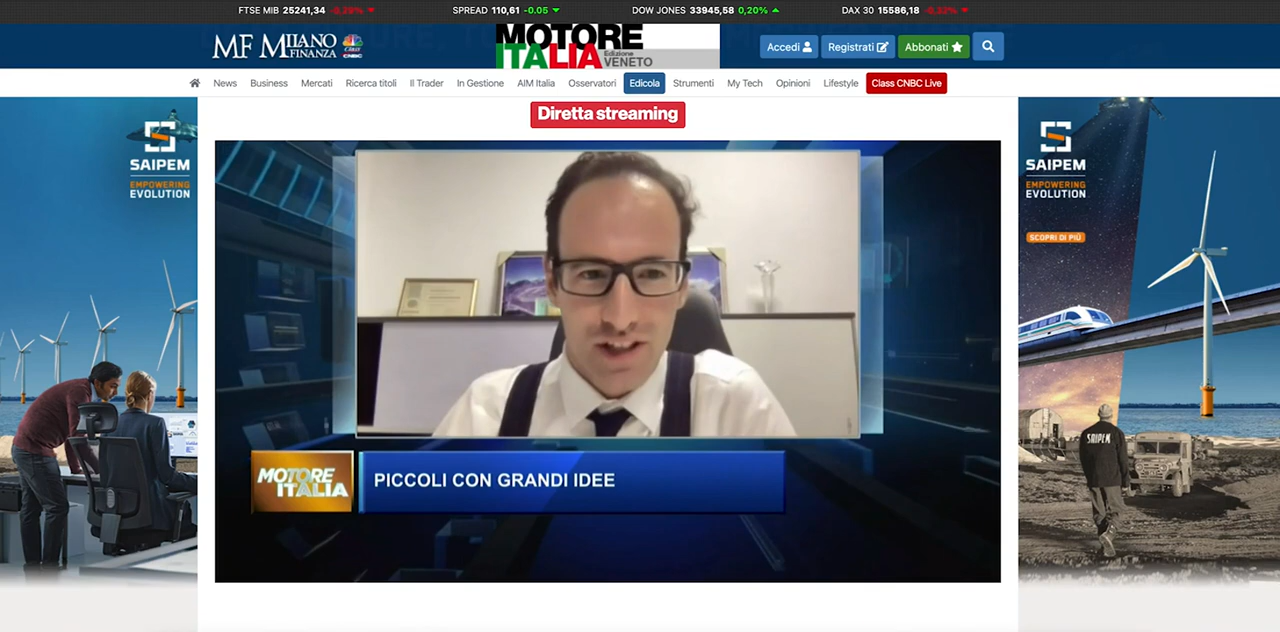 FTSE MIB 25241,34 -0,29% SPREAD 110,61 -0.05 DOW JONES 33945,58 0,20% DAX 30 15586,18 -0,32%
MF MILANO FINANZA CLASS CNBC
MOTORE
ITALIA Edizione VENETO
Accedi Registrati Abbonati
News Business Mercati Ricerca titoli Il Trader In Gestione AIM Italia Osservatori Edicola Strumenti My Tech Opinioni Lifestyle Class CNBC Live
Diretta streaming
SAIPEM
EMPOWERING
EVOLUTION
MOTORE
ITALIA
PICCOLI CON GRANDI IDEE
SAIPEM
EMPOWERING
EVOLUTION
SCOPRI DI PIÙ
SAIPEM